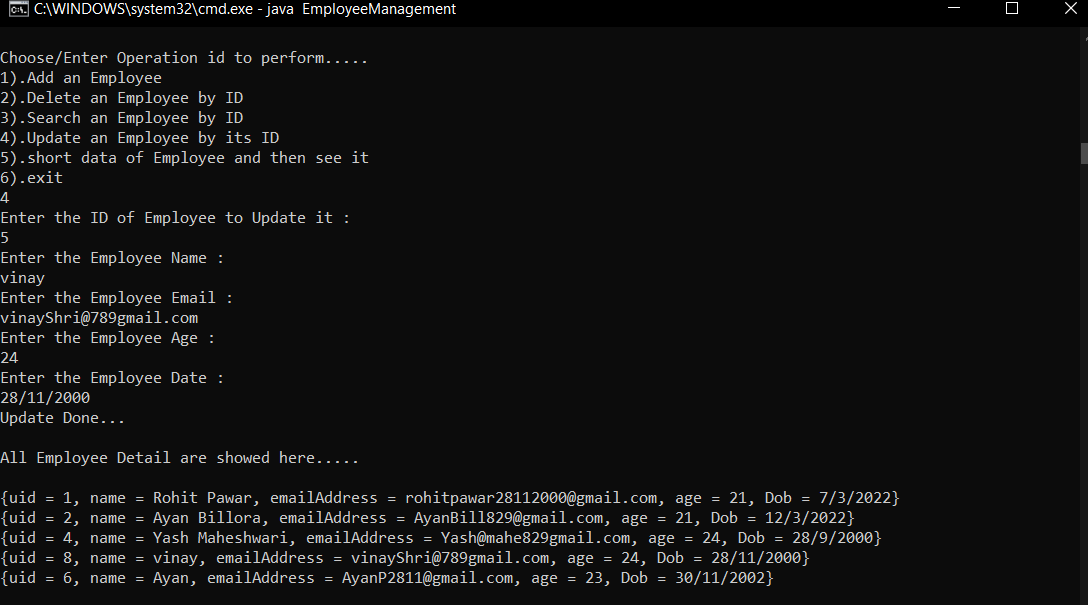 C:\WINDOWS\system32\cmd.exe - java  EmployeeManagement
Choose/Enter Operation id to perform.....
1).Add an Employee
2).Delete an Employee by ID
3).Search an Employee by ID
4).Update an Employee by its ID
5).short data of Employee and then see it
6).exit
4
Enter the ID of Employee to Update it :
5
Enter the Employee Name :
vinay
Enter the Employee Email :
vinayShri@789gmail.com
Enter the Employee Age :
24
Enter the Employee Date :
28/11/2000
Update Done...
All Employee Detail are showed here.....
{uid = 1, name = Rohit Pawar, emailAddress = rohitpawar28112000@gmail.com, age = 21, Dob = 7/3/2022}
{uid = 2, name = Ayan Billora, emailAddress = AyanBill829@gmail.com, age = 21, Dob = 12/3/2022}
{uid = 4, name = Yash Maheshwari, emailAddress = Yash@mahe829gmail.com, age = 24, Dob = 28/9/2000}
{uid = 8, name = vinay, emailAddress = vinayShri@789gmail.com, age = 24, Dob = 28/11/2000}
{uid = 6, name = Ayan, emailAddress = AyanP2811@gmail.com, age = 23, Dob = 30/11/2002}